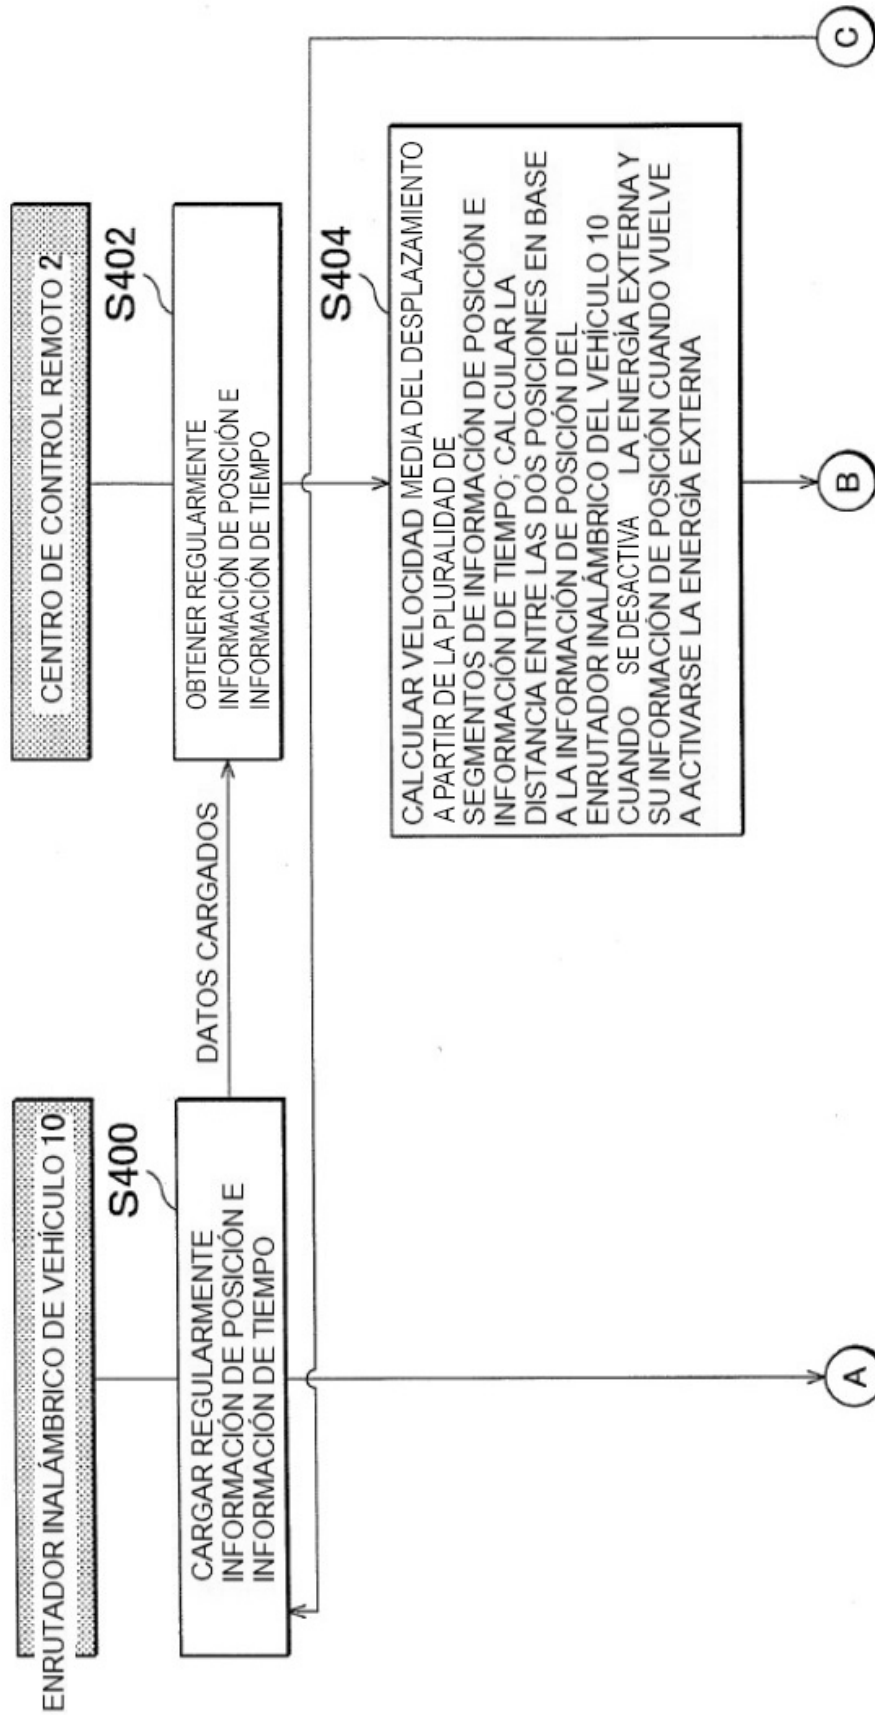 ENRUTADOR INALÁMBRICO DE VEHÍCULO 10
S400
CARGAR REGULARMENTE
INFORMACIÓN DE POSICIÓN E
INFORMACIÓN DE TIEMPO
DATOS CARGADOS
CENTRO DE CONTROL REMOTO 2
S402
OBTENER REGULARMENTE
INFORMACIÓN DE POSICIÓN E
INFORMACIÓN DE TIEMPO
S404
CALCULAR VELOCIDAD MEDIA DEL DESPLAZAMIENTO
A PARTIR DE LA PLURALIDAD DE
SEGMENTOS DE INFORMACIÓN DE POSICIÓN E
INFORMACIÓN DE TIEMPO; CALCULAR LA
DISTANCIA ENTRE LAS DOS POSICIONES EN BASE
A LA INFORMACIÓN DE POSICIÓN DEL
ENRUTADOR INALÁMBRICO DEL VEHÍCULO 10
CUANDO SE DESACTIVA LA ENERGÍA EXTERNA Y
SU INFORMACIÓN DE POSICIÓN CUANDO VUELVE
A ACTIVARSE LA ENERGÍA EXTERNA
A
B
C